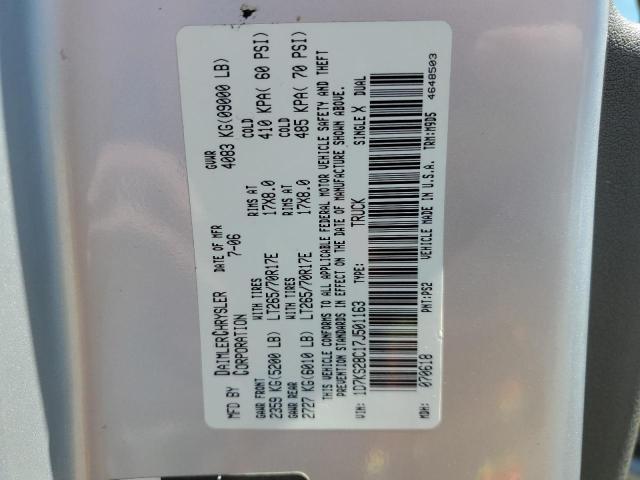 MFD BY DAIMLERCHRYSLER CORPORATION DATE OF MFR 7-06 GVWR 4083 KG(09000 LB)
GAWR FRONT WITH TIRES RIMS AT COLD
2359 KG(5200 LB) LT265/70R17E 17X8.0 410 KPA( 60 PSI)
GAWR REAR WITH TIRES RIMS AT COLD
2727 KG(6010 LB) LT265/70R17E 17X8.0 485 KPA( 70 PSI)
THIS VEHICLE CONFORMS TO ALL APPLICABLE FEDERAL MOTOR VEHICLE SAFETY AND THEFT
PREVENTION STANDARDS IN EFFECT ON THE DATE OF MANUFACTURE SHOWN ABOVE.
VIN: 1D7KS28C17J501163 TYPE: TRUCK SINGLE X DUAL
MDH: 070618 PNT:PS2 VEHICLE MADE IN U.S.A. TRM:M9D5 4648503